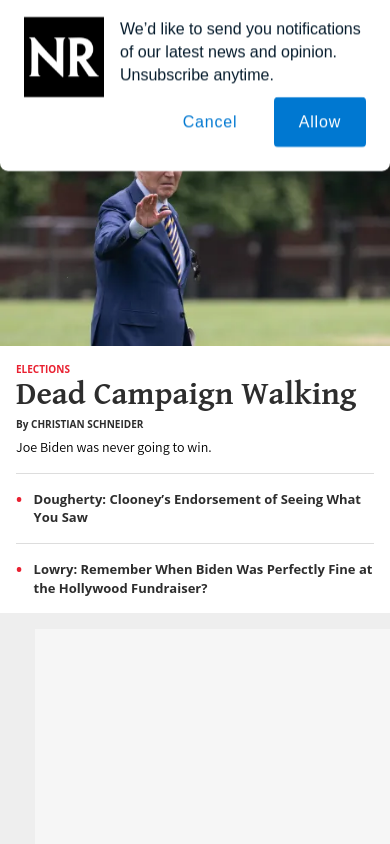 NR
We'd like to send you notifications
of our latest news and opinion.
Unsubscribe anytime.
Cancel
Allow
ELECTIONS
Dead Campaign Walking
By CHRISTIAN SCHNEIDER
Joe Biden was never going to win.
• Dougherty: Clooney's Endorsement of Seeing What
You Saw
• Lowry: Remember When Biden Was Perfectly Fine at
the Hollywood Fundraiser?